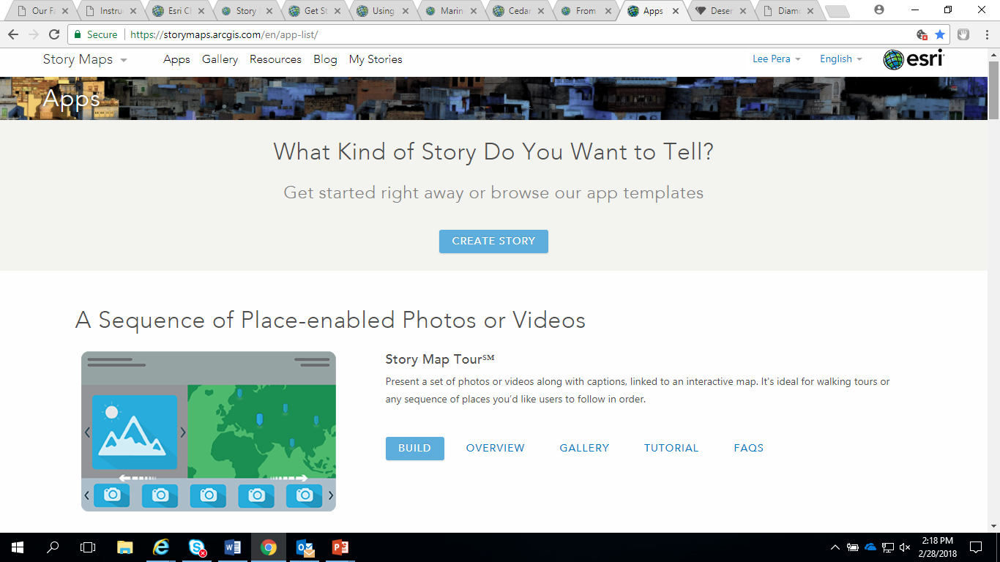 Our Fa
Instru
Esri Cl
Story
Get St
Using
Marin
Cedar
From
Apps
Deser
Diamo
Secure
https://storymaps.arcgis.com/en/app-list/
Story Maps
Apps Gallery Resources Blog My Stories
Lee Pera
English
esri
Apps
What Kind of Story Do You Want to Tell?
Get started right away or browse our app templates
CREATE STORY
A Sequence of Place-enabled Photos or Videos
Story Map Tour℠
Present a set of photos or videos along with captions, linked to an interactive map. It's ideal for walking tours or
any sequence of places you’d like users to follow in order.
BUILD OVERVIEW GALLERY TUTORIAL FAQS
2:18 PM
2/28/2018